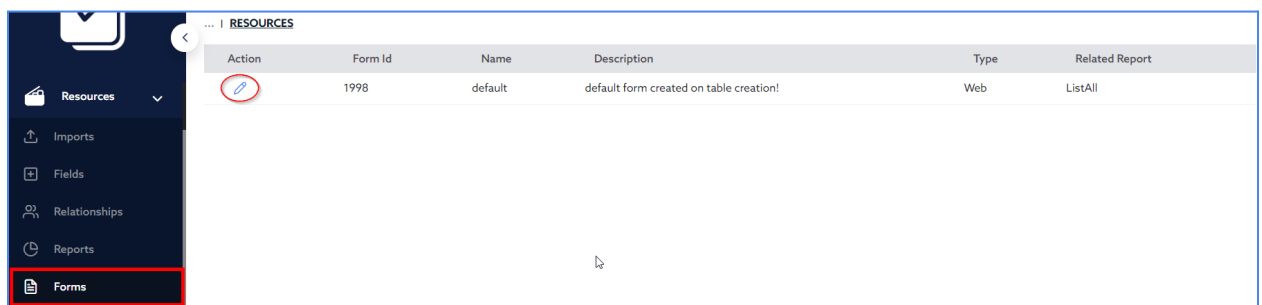 ... | RESOURCES
Action Form Id Name Description Type Related Report
1998 default default form created on table creation! Web ListAll
Resources
Imports
Fields
Relationships
Reports
Forms